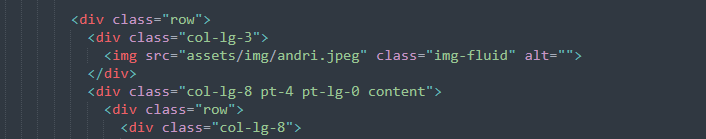 <div class="row">
<div class="col-lg-3">
<img src="assets/img/andri.jpeg" class="img-fluid" alt="">
</div>
<div class="col-lg-8 pt-4 pt-lg-0 content">
<div class="row">
<div class="col-lg-8">